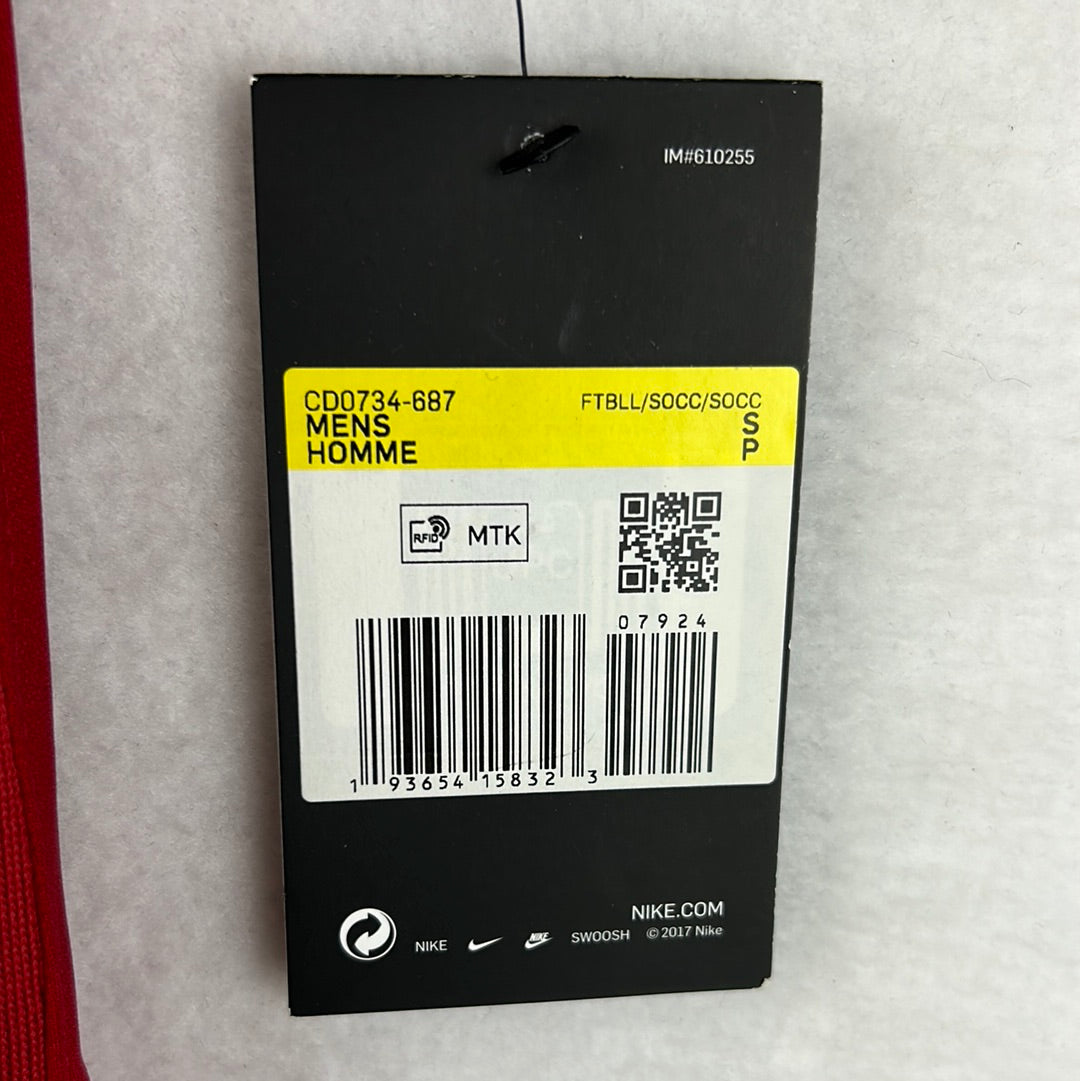 IM#610255
CD0734-687 FTBLL/SOCC/SOCC
MENS S
HOMME P
RFID MTK
07924
1 93654 15832 3
NIKE.COM
NIKE NIKE SWOOSH © 2017 Nike